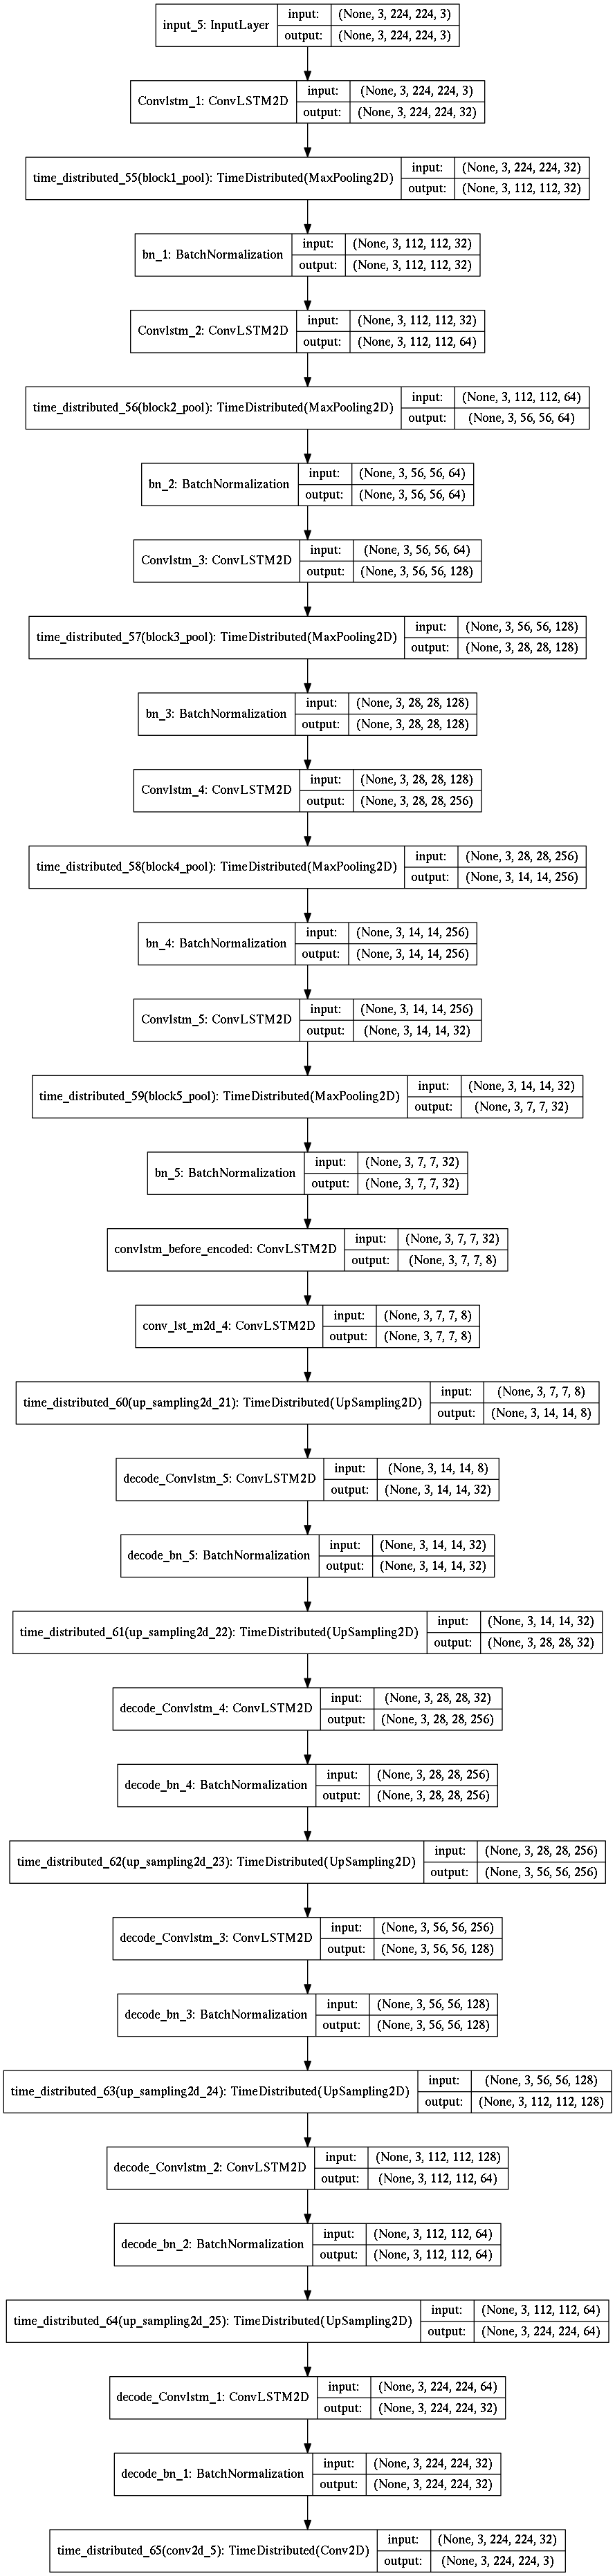 input_5: InputLayer input: (None, 3, 224, 224, 3)
output: (None, 3, 224, 224, 3)
Convlstm_1: ConvLSTM2D input: (None, 3, 224, 224, 3)
output: (None, 3, 224, 224, 32)
time_distributed_55(block1_pool): TimeDistributed(MaxPooling2D) input: (None, 3, 224, 224, 32)
output: (None, 3, 112, 112, 32)
bn_1: BatchNormalization input: (None, 3, 112, 112, 32)
output: (None, 3, 112, 112, 32)
Convlstm_2: ConvLSTM2D input: (None, 3, 112, 112, 32)
output: (None, 3, 112, 112, 64)
time_distributed_56(block2_pool): TimeDistributed(MaxPooling2D) input: (None, 3, 112, 112, 64)
output: (None, 3, 56, 56, 64)
bn_2: BatchNormalization input: (None, 3, 56, 56, 64)
output: (None, 3, 56, 56, 64)
Convlstm_3: ConvLSTM2D input: (None, 3, 56, 56, 64)
output: (None, 3, 56, 56, 128)
time_distributed_57(block3_pool): TimeDistributed(MaxPooling2D) input: (None, 3, 56, 56, 128)
output: (None, 3, 28, 28, 128)
bn_3: BatchNormalization input: (None, 3, 28, 28, 128)
output: (None, 3, 28, 28, 128)
Convlstm_4: ConvLSTM2D input: (None, 3, 28, 28, 128)
output: (None, 3, 28, 28, 256)
time_distributed_58(block4_pool): TimeDistributed(MaxPooling2D) input: (None, 3, 28, 28, 256)
output: (None, 3, 14, 14, 256)
bn_4: BatchNormalization input: (None, 3, 14, 14, 256)
output: (None, 3, 14, 14, 256)
Convlstm_5: ConvLSTM2D input: (None, 3, 14, 14, 256)
output: (None, 3, 14, 14, 32)
time_distributed_59(block5_pool): TimeDistributed(MaxPooling2D) input: (None, 3, 14, 14, 32)
output: (None, 3, 7, 7, 32)
bn_5: BatchNormalization input: (None, 3, 7, 7, 32)
output: (None, 3, 7, 7, 32)
convlstm_before_encoded: ConvLSTM2D input: (None, 3, 7, 7, 32)
output: (None, 3, 7, 7, 8)
conv_lst_m2d_4: ConvLSTM2D input: (None, 3, 7, 7, 8)
output: (None, 3, 7, 7, 8)
time_distributed_60(up_sampling2d_21): TimeDistributed(UpSampling2D) input: (None, 3, 7, 7, 8)
output: (None, 3, 14, 14, 8)
decode_Convlstm_5: ConvLSTM2D input: (None, 3, 14, 14, 8)
output: (None, 3, 14, 14, 32)
decode_bn_5: BatchNormalization input: (None, 3, 14, 14, 32)
output: (None, 3, 14, 14, 32)
time_distributed_61(up_sampling2d_22): TimeDistributed(UpSampling2D) input: (None, 3, 14, 14, 32)
output: (None, 3, 28, 28, 32)
decode_Convlstm_4: ConvLSTM2D input: (None, 3, 28, 28, 32)
output: (None, 3, 28, 28, 256)
decode_bn_4: BatchNormalization input: (None, 3, 28, 28, 256)
output: (None, 3, 28, 28, 256)
time_distributed_62(up_sampling2d_23): TimeDistributed(UpSampling2D) input: (None, 3, 28, 28, 256)
output: (None, 3, 56, 56, 256)
decode_Convlstm_3: ConvLSTM2D input: (None, 3, 56, 56, 256)
output: (None, 3, 56, 56, 128)
decode_bn_3: BatchNormalization input: (None, 3, 56, 56, 128)
output: (None, 3, 56, 56, 128)
time_distributed_63(up_sampling2d_24): TimeDistributed(UpSampling2D) input: (None, 3, 56, 56, 128)
output: (None, 3, 112, 112, 128)
decode_Convlstm_2: ConvLSTM2D input: (None, 3, 112, 112, 128)
output: (None, 3, 112, 112, 64)
decode_bn_2: BatchNormalization input: (None, 3, 112, 112, 64)
output: (None, 3, 112, 112, 64)
time_distributed_64(up_sampling2d_25): TimeDistributed(UpSampling2D) input: (None, 3, 112, 112, 64)
output: (None, 3, 224, 224, 64)
decode_Convlstm_1: ConvLSTM2D input: (None, 3, 224, 224, 64)
output: (None, 3, 224, 224, 32)
decode_bn_1: BatchNormalization input: (None, 3, 224, 224, 32)
output: (None, 3, 224, 224, 32)
time_distributed_65(conv2d_5): TimeDistributed(Conv2D) input: (None, 3, 224, 224, 32)
output: (None, 3, 224, 224, 3)